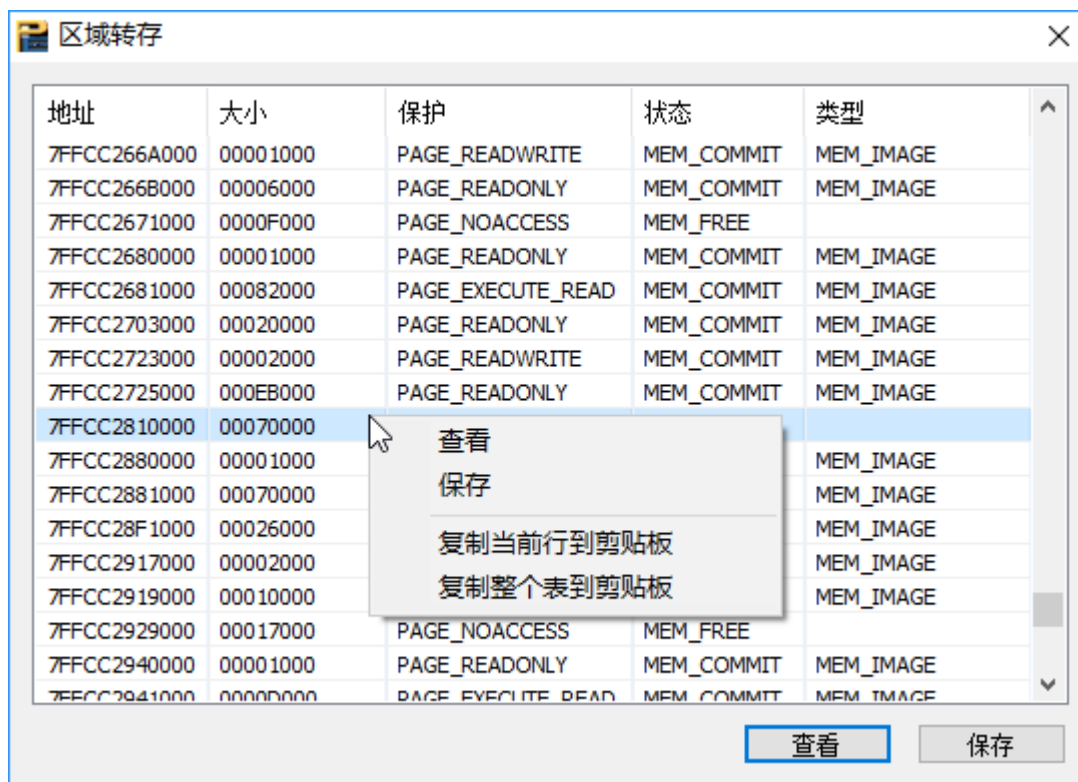 区域转存
地址 大小 保护 状态 类型
7FFCC266A000 00001000 PAGE_READWRITE MEM_COMMIT MEM_IMAGE
7FFCC266B000 00006000 PAGE_READONLY MEM_COMMIT MEM_IMAGE
7FFCC2671000 0000F000 PAGE_NOACCESS MEM_FREE
7FFCC2680000 00001000 PAGE_READONLY MEM_COMMIT MEM_IMAGE
7FFCC2681000 00082000 PAGE_EXECUTE_READ MEM_COMMIT MEM_IMAGE
7FFCC2703000 00020000 PAGE_READONLY MEM_COMMIT MEM_IMAGE
7FFCC2723000 00002000 PAGE_READWRITE MEM_COMMIT MEM_IMAGE
7FFCC2725000 000EB000 PAGE_READONLY MEM_COMMIT MEM_IMAGE
7FFCC2810000 00070000
7FFCC2880000 00001000 MEM_IMAGE
7FFCC2881000 00070000 MEM_IMAGE
7FFCC28F1000 00026000 MEM_IMAGE
7FFCC2917000 00002000 MEM_IMAGE
7FFCC2919000 00010000 MEM_IMAGE
7FFCC2929000 00017000 PAGE_NOACCESS MEM_FREE
7FFCC2940000 00001000 PAGE_READONLY MEM_COMMIT MEM_IMAGE
7FFCC2941000 0000D000 PAGE_EXECUTE_READ MEM_COMMIT MEM_IMAGE
查看
保存
复制当前行到剪贴板
复制整个表到剪贴板
查看 保存